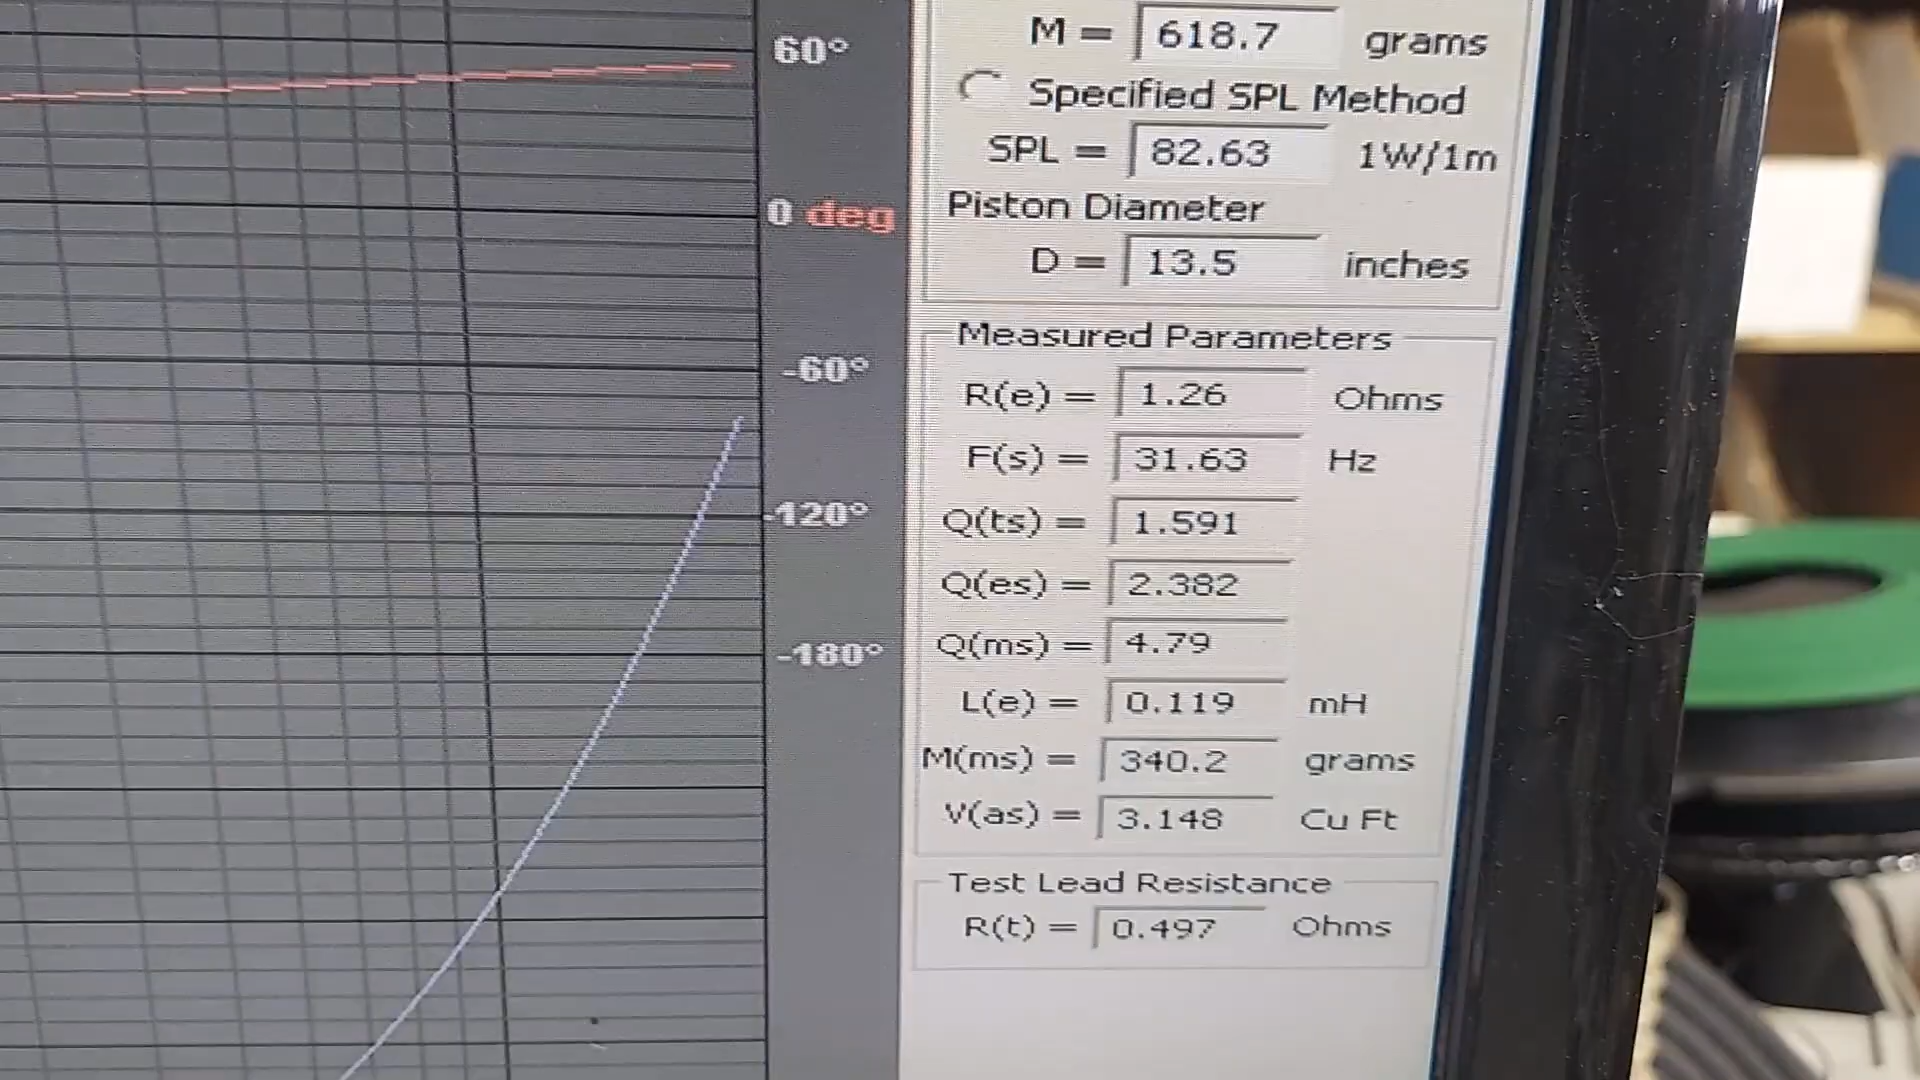 60°
0 deg
-60°
-120°
-180°
M = 618.7 grams
Specified SPL Method
SPL = 82.63 1W/1m
Piston Diameter
D = 13.5 inches
Measured Parameters
R(e) = 1.26 Ohms
F(s) = 31.63 Hz
Q(ts) = 1.591
Q(es) = 2.382
Q(ms) = 4.79
L(e) = 0.119 mH
M(ms) = 340.2 grams
V(as) = 3.148 Cu Ft
Test Lead Resistance
R(t) = 0.497 Ohms